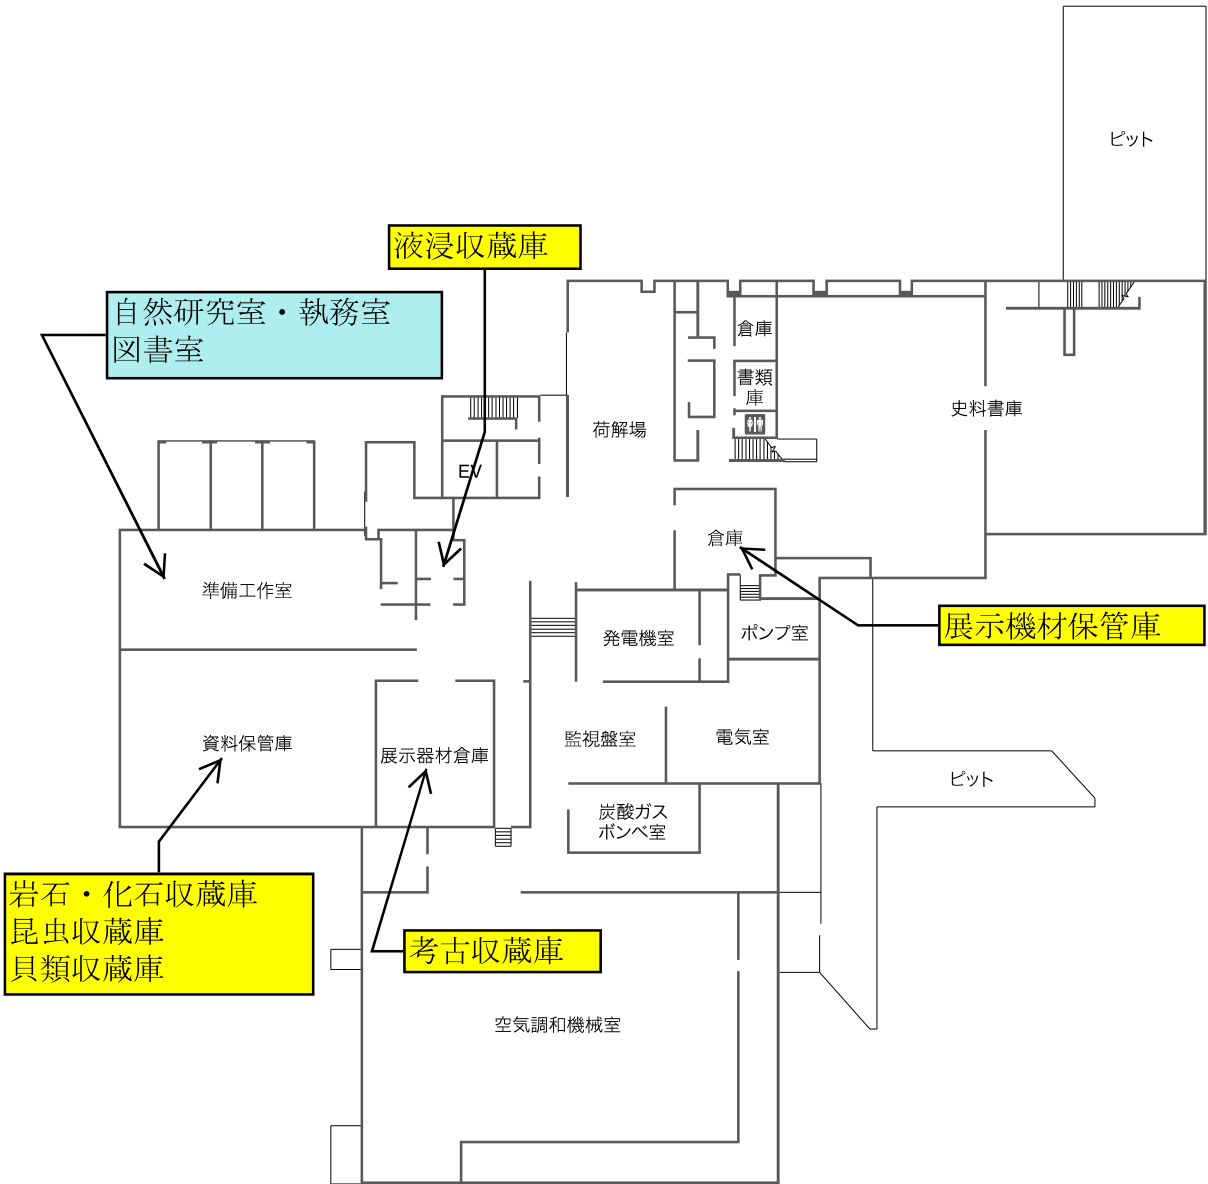 ピット
液浸収蔵庫
自然研究室・執務室
図書室
倉庫
書類
庫
史料書庫
荷解場
EV
倉庫
準備工作室
展示機材保管庫
発電機室
ポンプ室
資料保管庫
展示器材倉庫
監視盤室
電気室
ピット
炭酸ガス
ボンベ室
岩石・化石収蔵庫
昆虫収蔵庫
貝類収蔵庫
考古収蔵庫
空気調和機械室